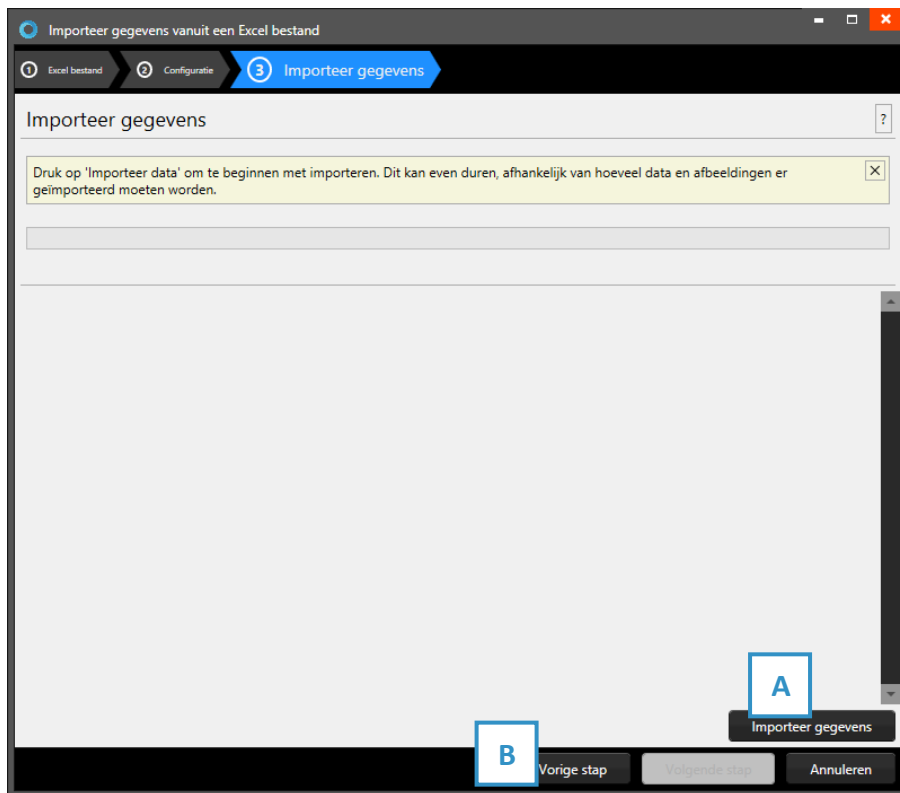 Importeer gegevens vanuit een Excel bestand
1 Excel bestand 2 Configuratie 3 Importeer gegevens
Importeer gegevens ?
Druk op 'Importeer data' om te beginnen met importeren. Dit kan even duren, afhankelijk van hoeveel data en afbeeldingen er
geïmporteerd moeten worden.
A
Importeer gegevens
B
Vorige stap Volgende stap Annuleren